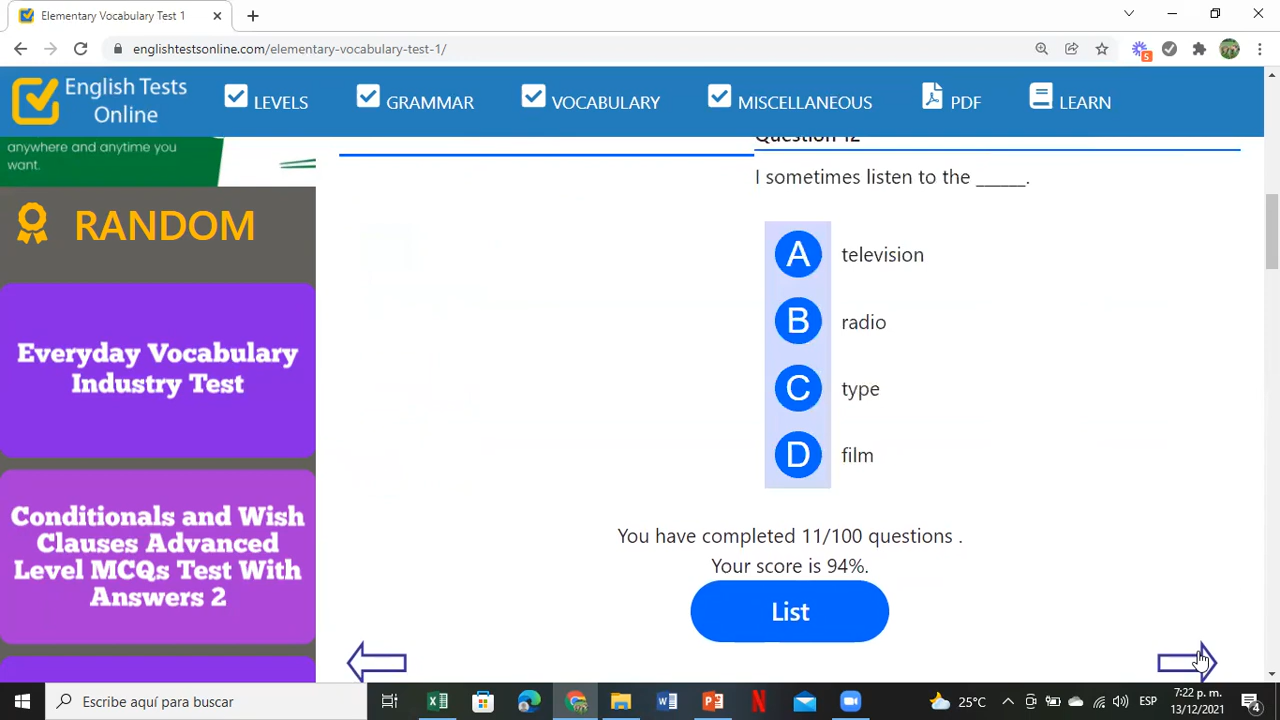 Elementary Vocabulary Test 1
englishtestsonline.com/elementary-vocabulary-test-1/
5
English Tests
Online
LEVELS
GRAMMAR
VOCABULARY
MISCELLANEOUS
PDF
LEARN
anywhere and anytime you
want.
RANDOM
Everyday Vocabulary
Industry Test
Conditionals and Wish
Clauses Advanced
Level MCQs Test With
Answers 2
Question 12
I sometimes listen to the ______.
A television
B radio
C type
D film
You have completed 11/100 questions .
Your score is 94%.
List
Escribe aquí para buscar
25°C
ESP
7:22 p. m.
13/12/2021
4